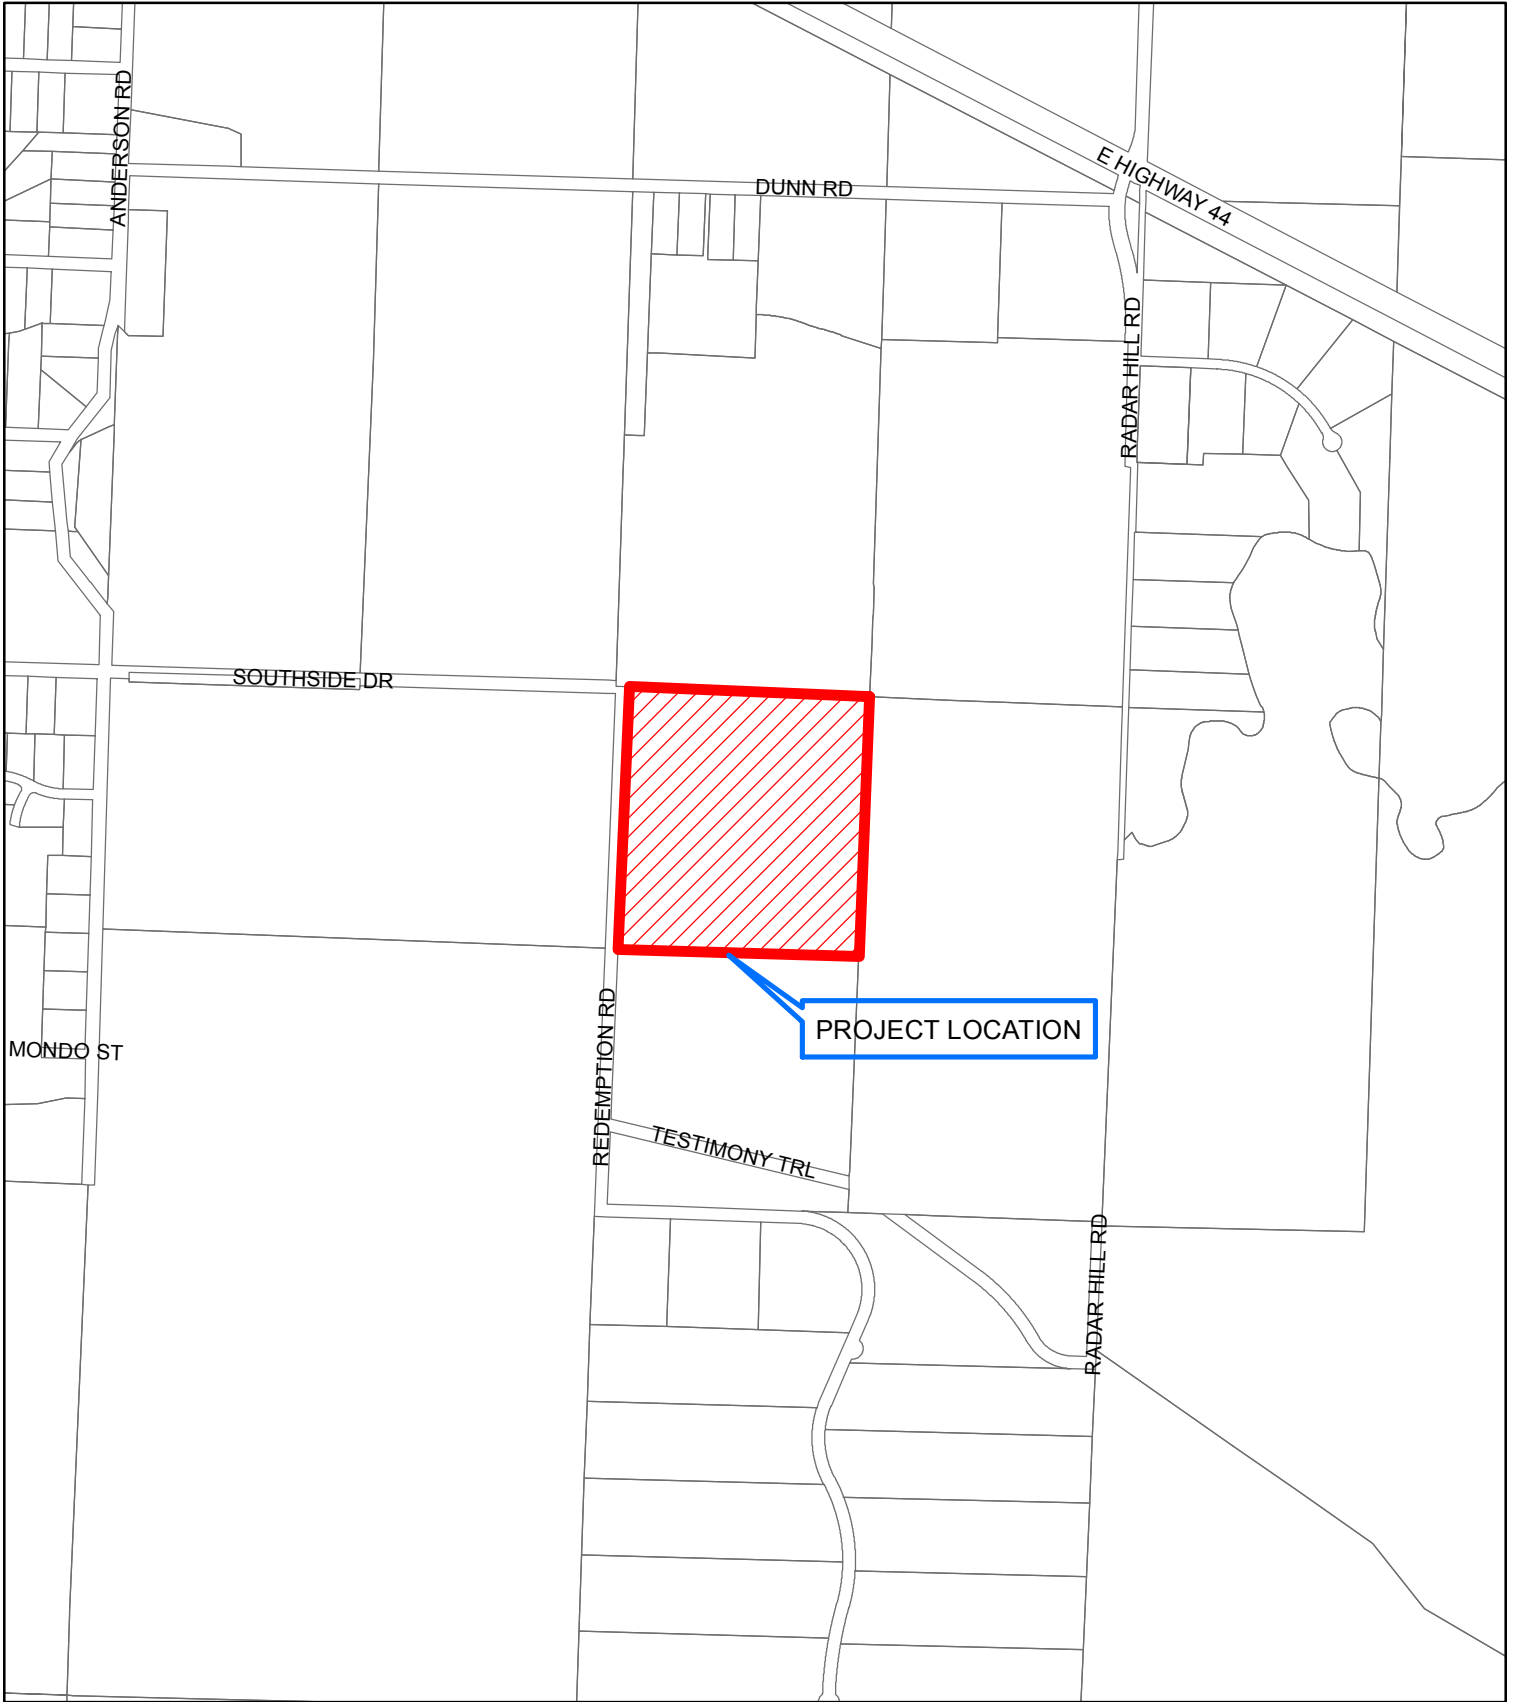 ANDERSON RD
E HIGHWAY 44
DUNN RD
RADAR HILL RD
SOUTHSIDE DR
PROJECT LOCATION
REDEMPTION RD
MONDO ST
TESTIMONY TRL
RADAR HILL RD